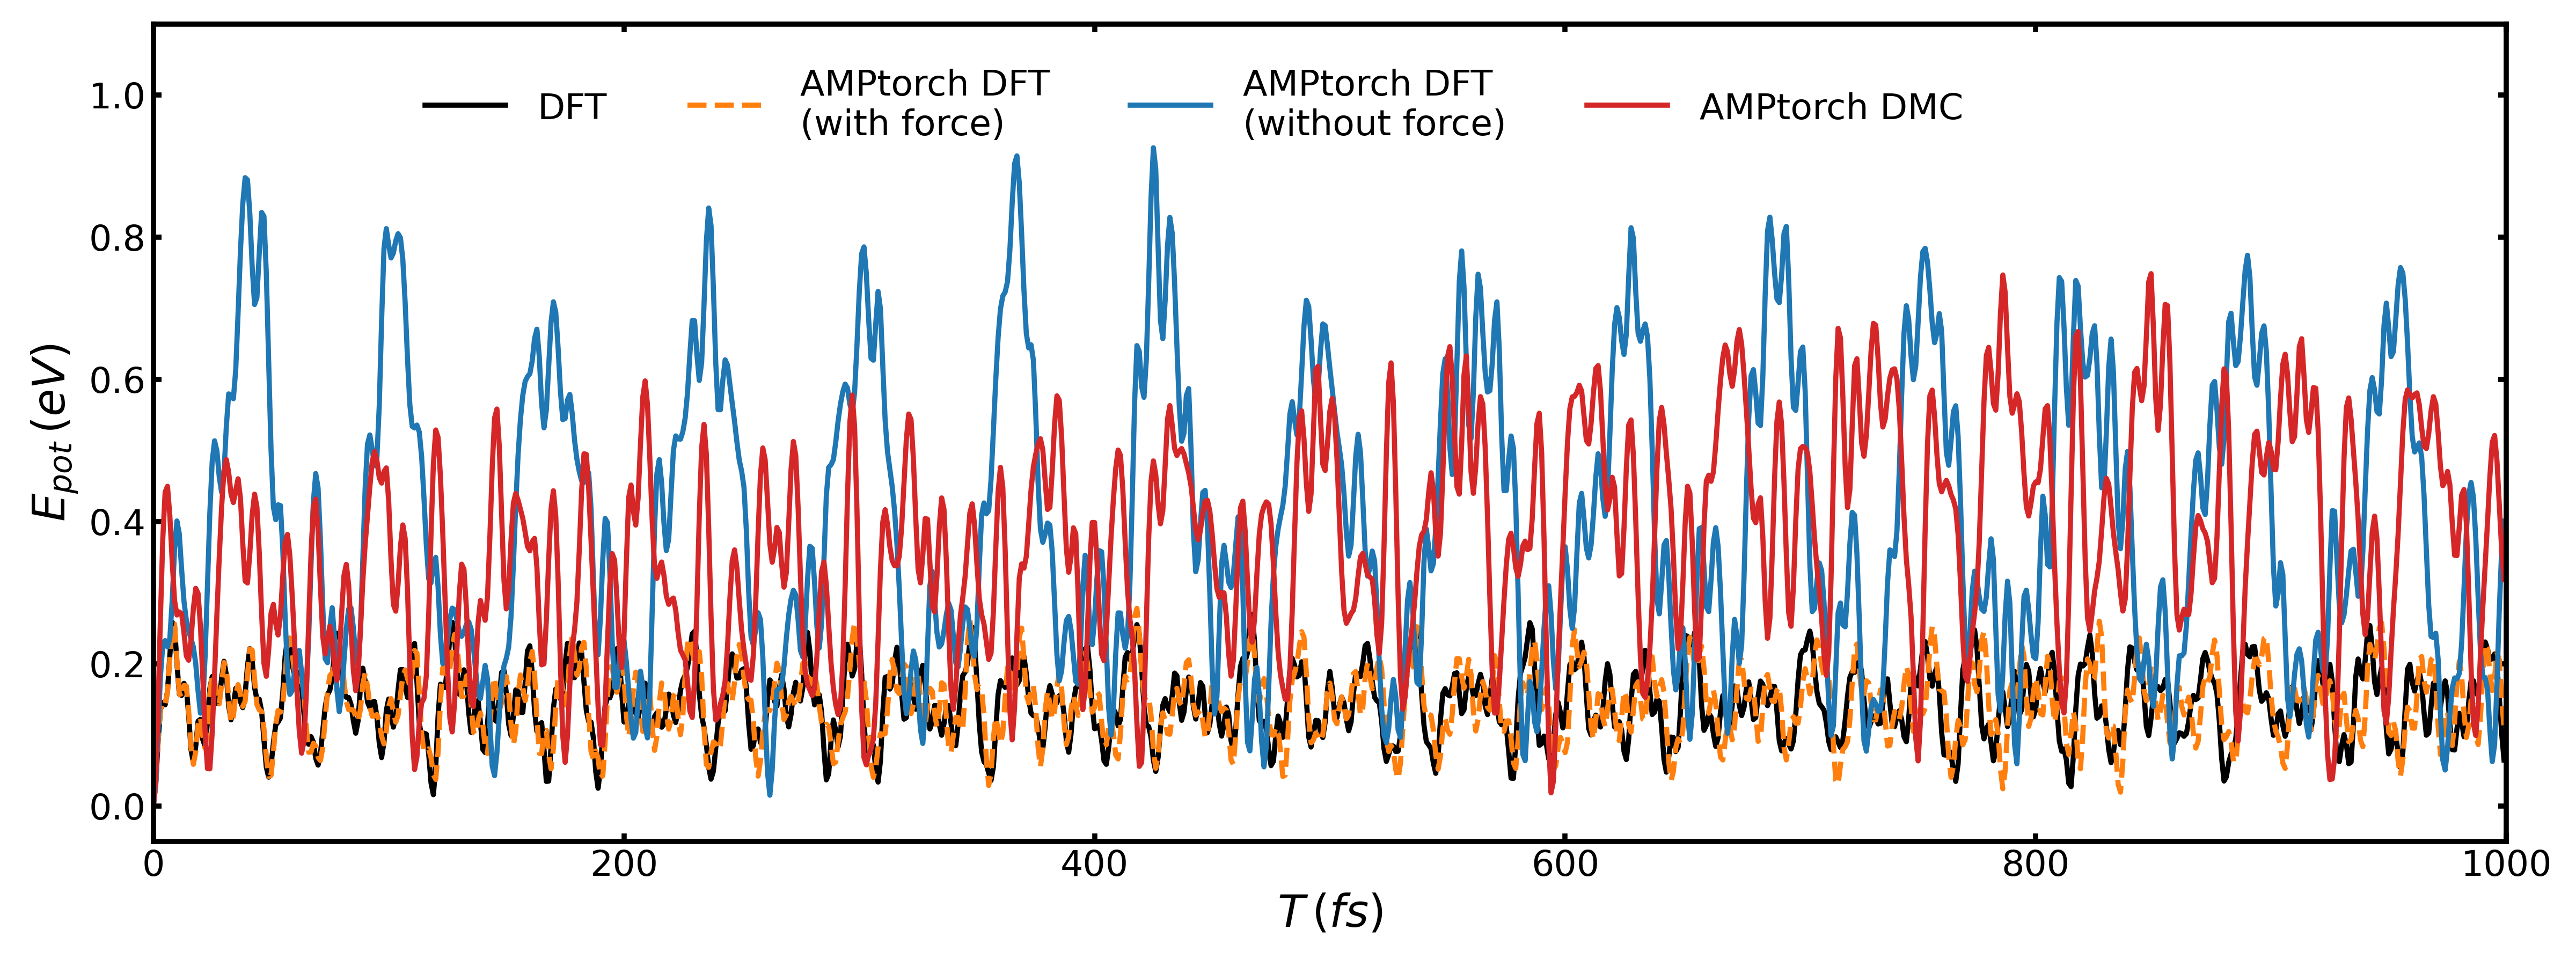 DFT
AMPtorch DFT
(with force)
AMPtorch DFT
(without force)
AMPtorch DMC
E_pot (eV)
1.0
0.8
0.6
0.4
0.2
0.0
0
200
400
600
800
1000
T (fs)